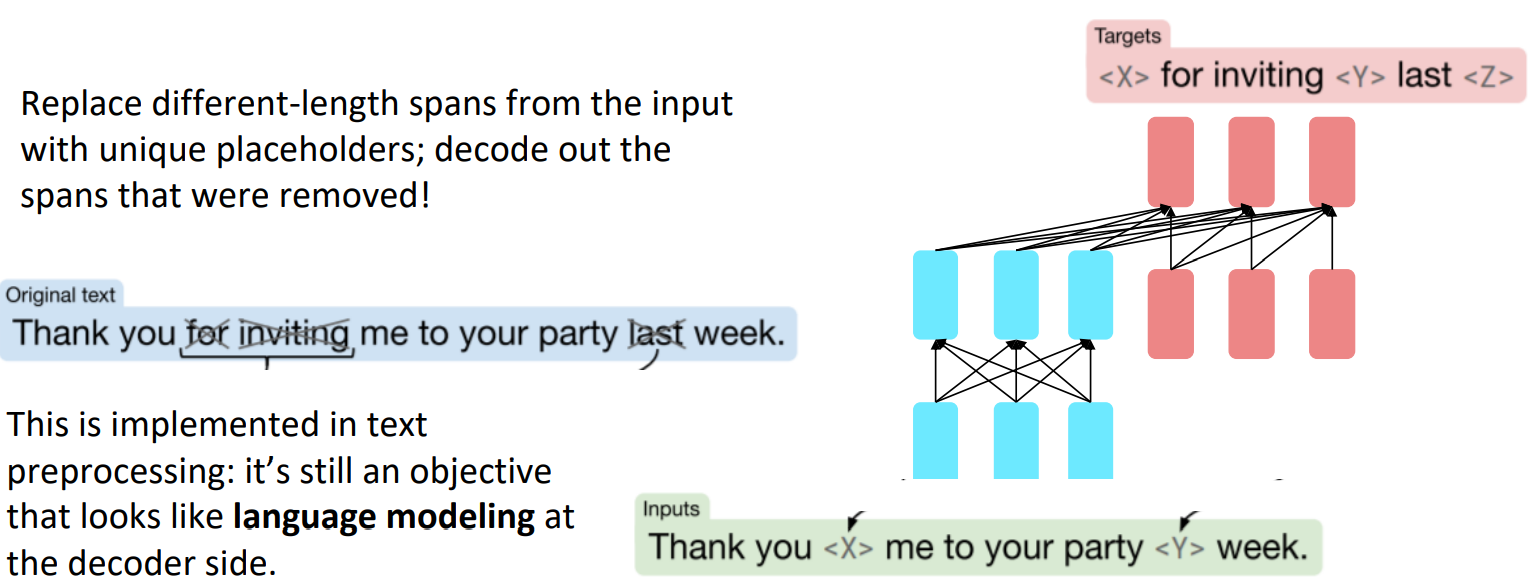 Targets
<X> for inviting <Y> last <Z>
Replace different-length spans from the input
with unique placeholders; decode out the
spans that were removed!
Original text
Thank you for inviting me to your party last week.
This is implemented in text
preprocessing: it's still an objective
that looks like language modeling at
the decoder side.
Inputs
Thank you <X> me to your party <Y> week.